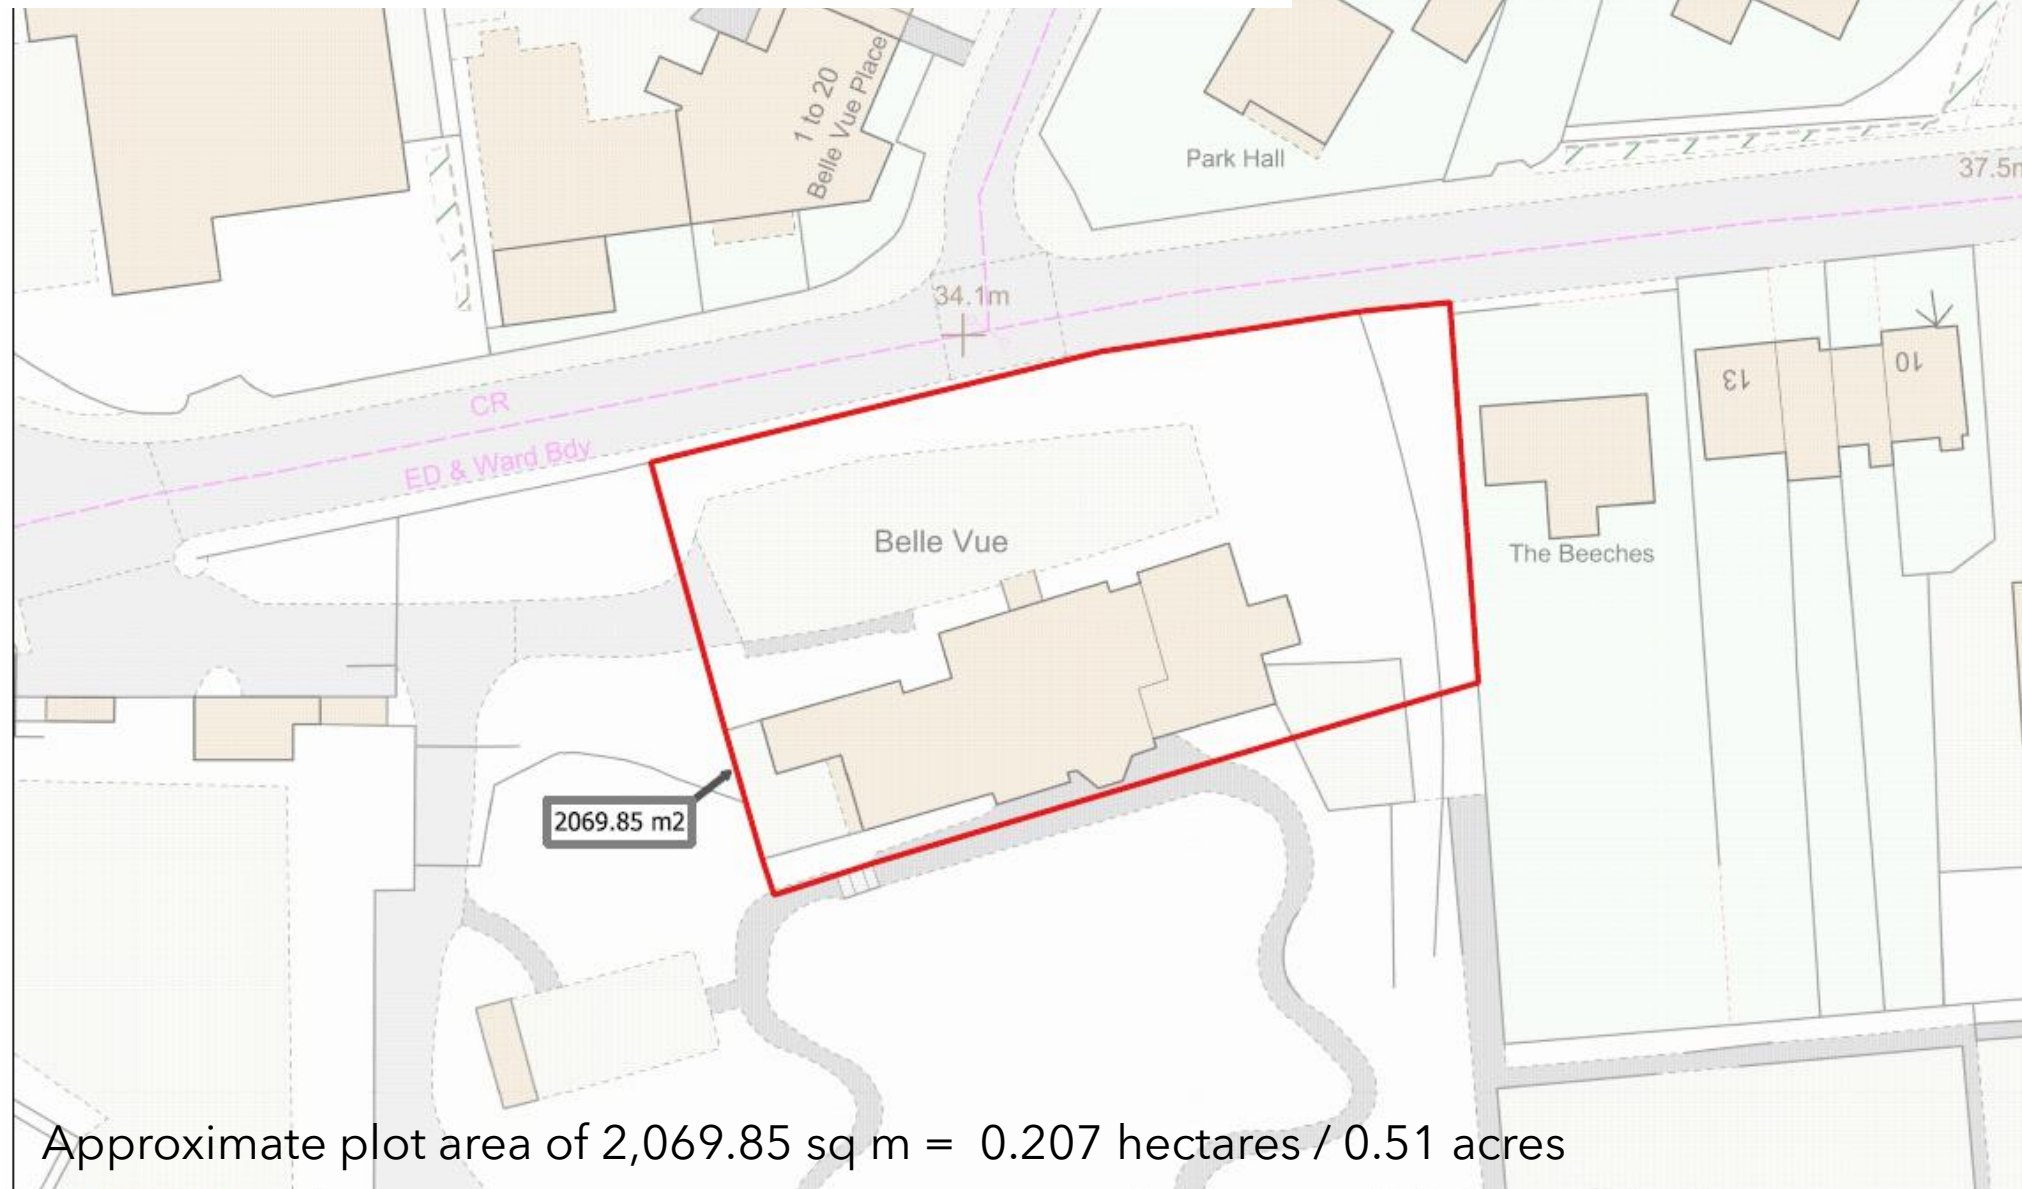 1 to 20
Belle Vue Place
Park Hall
37.5m
34.1m
CR
ED & Ward Bdy
13
10
Belle Vue
The Beeches
2069.85 m2
Approximate plot area of 2,069.85 sq m = 0.207 hectares / 0.51 acres